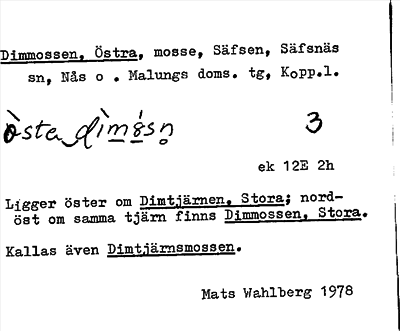 Dimmossen, Östra, mosse, Säfsen, Säfsnäs
sn, Nås o. Malungs doms. tg, Kopp.l.
3
ek 12E 2h
Ligger öster om Dimtjärnen, Stora; nord-
öst om samma tjärn finns Dimmossen, Stora.
Kallas även Dimtjärnsmossen.
Mats Wahlberg 1978